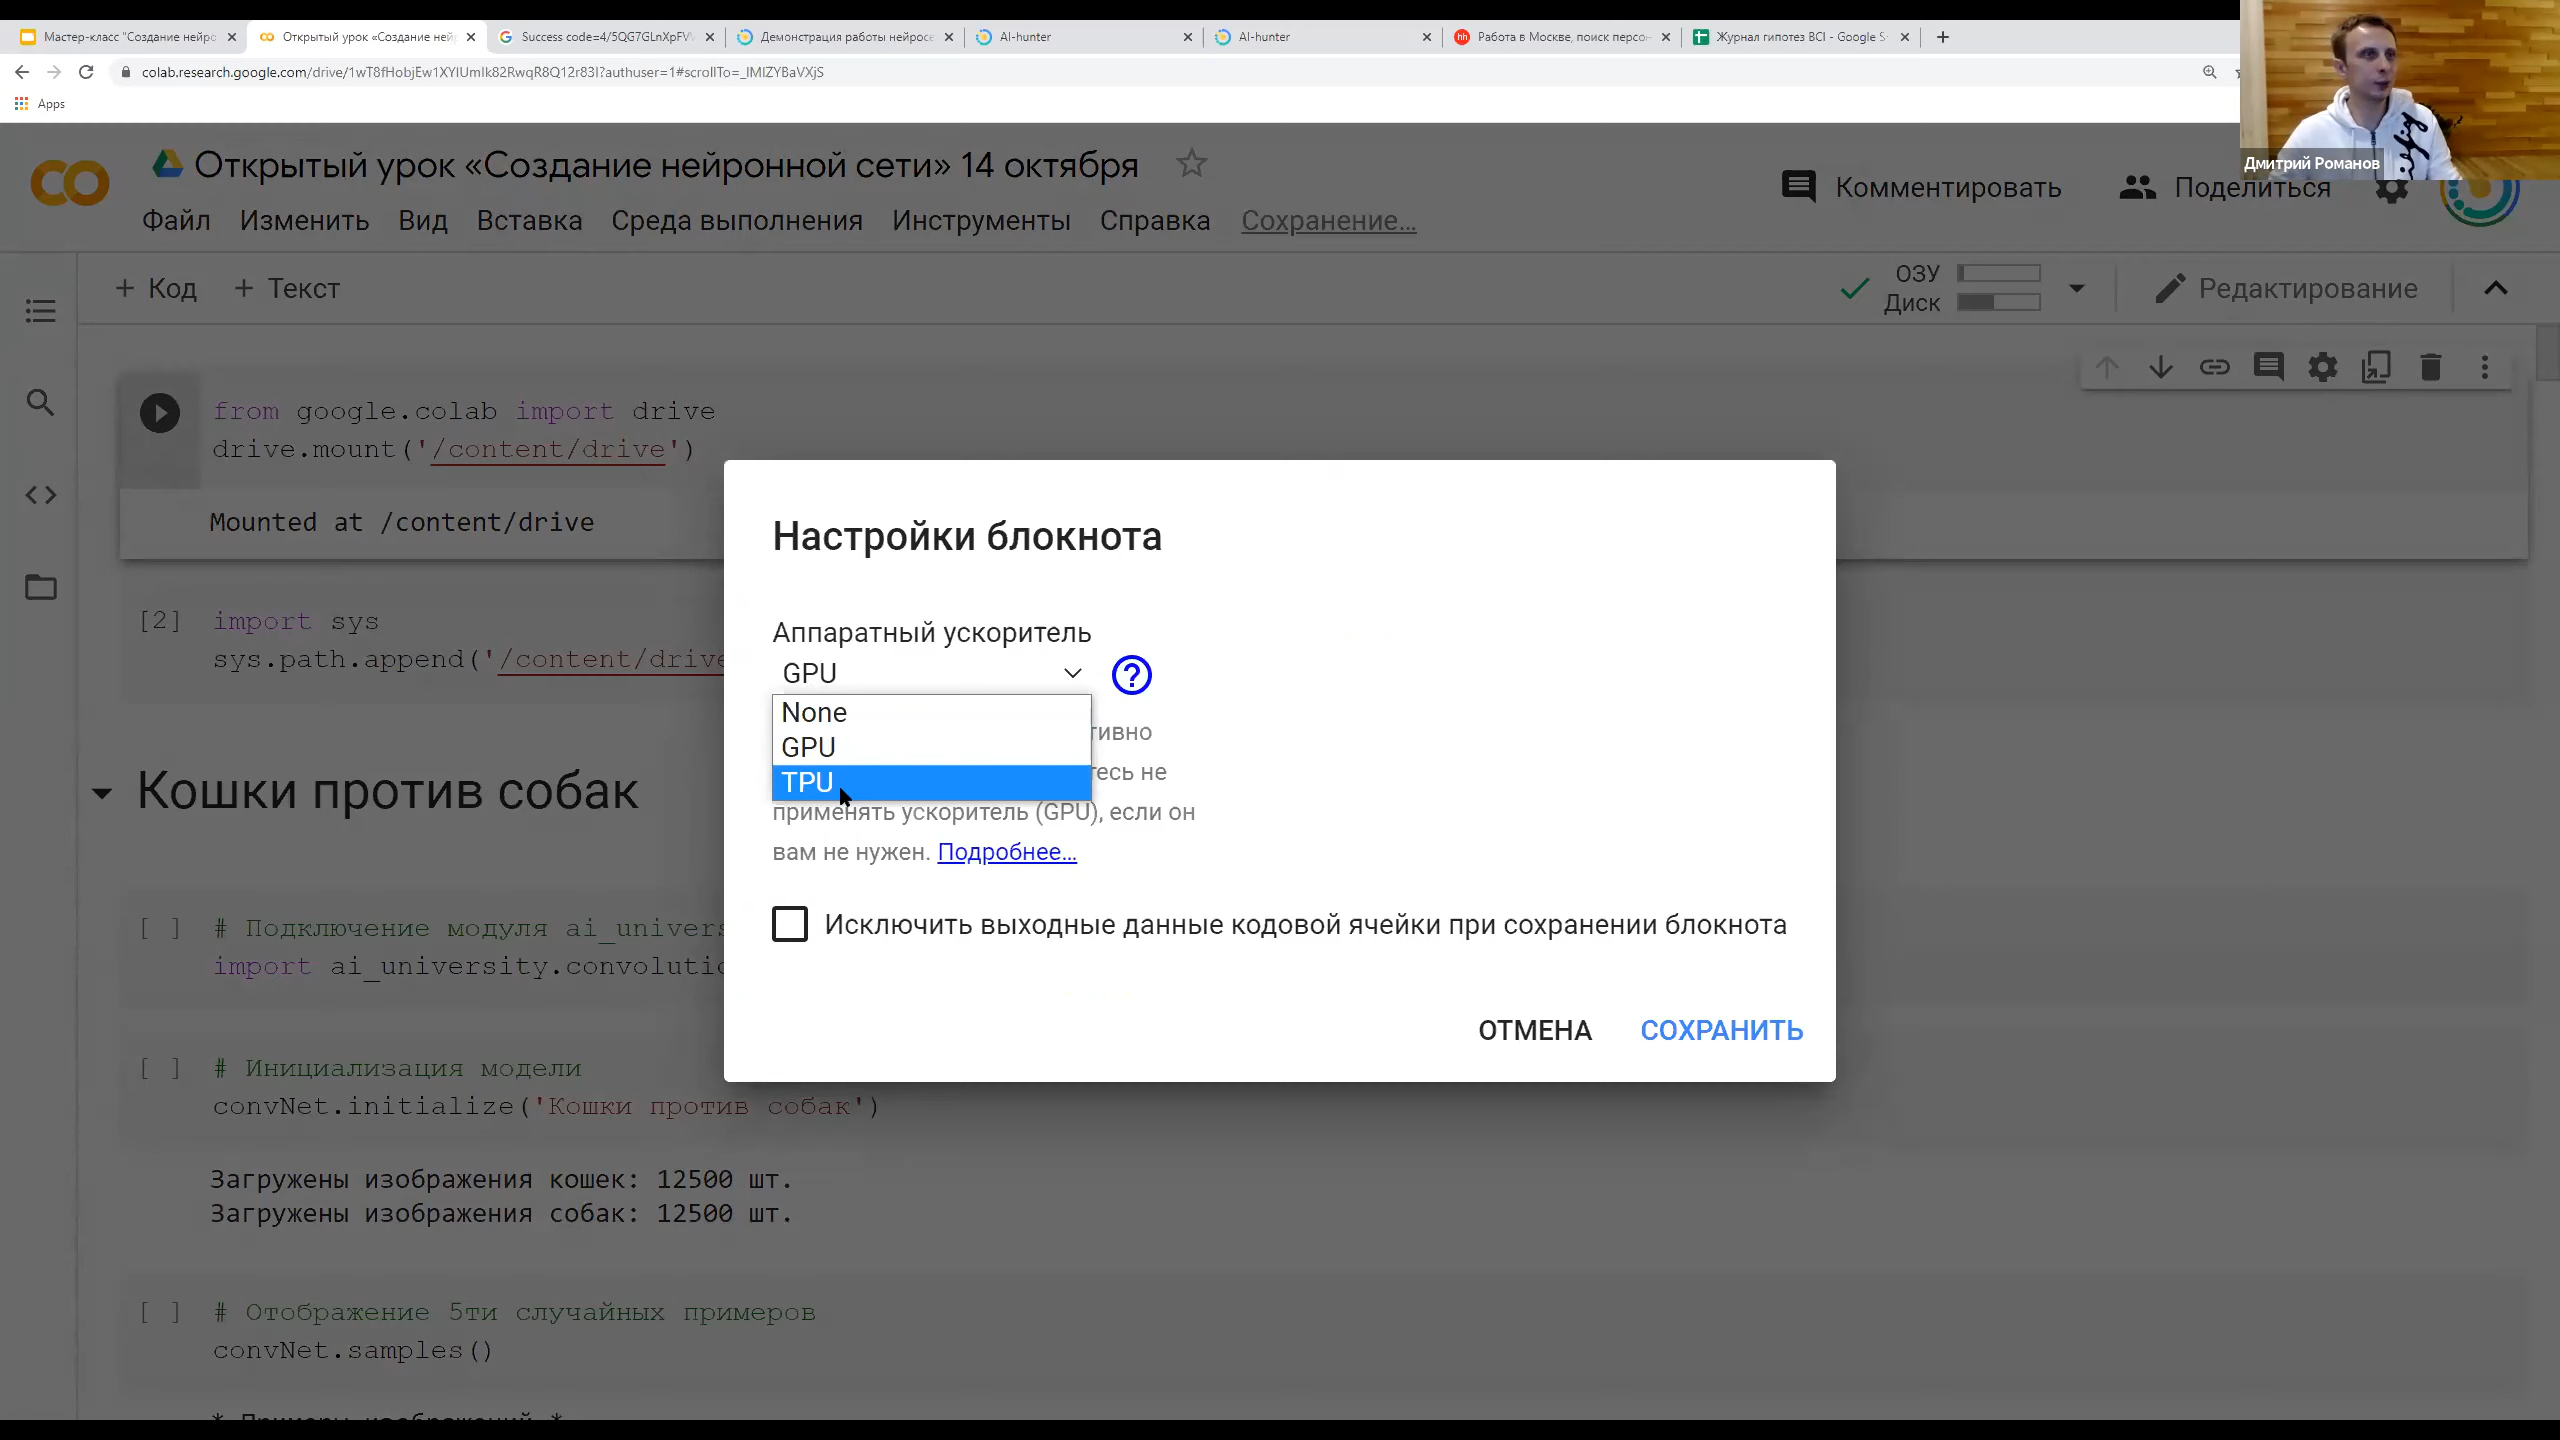 Мастер-класс "Создание нейро
Открытый урок «Создание ней
Success code=4/5QG7GLnXpFV
Демонстрация работы нейросе
AI-hunter
AI-hunter
hh
Работа в Москве, поиск персо
Журнал гипотез BCI - Google S
colab.research.google.com/drive/1wT8fHobjEw1XYIUmIk82RwqR8Q12r83I?authuser=1#scrollTo=_IMIZYBaVXjS
Apps
Дмитрий Романов
Открытый урок «Создание нейронной сети» 14 октября
Комментировать
Поделиться
Файл Изменить Вид Вставка Среда выполнения Инструменты Справка Сохранение...
+ Код + Текст
ОЗУ
Диск
Редактирование
from google.colab import drive
drive.mount('/content/drive')
Mounted at /content/drive
[2] import sys
sys.path.append('/content/drive
Кошки против собак
[ ] # Подключение модуля ai_univers
import ai_university.convolutio
[ ] # Инициализация модели
convNet.initialize('Кошки против собак')
Загружены изображения кошек: 12500 шт.
Загружены изображения собак: 12500 шт.
[ ] # Отображение 5ти случайных примеров
convNet.samples()
Настройки блокнота
Аппаратный ускоритель
GPU
?
None
GPU
TPU
тивно
тесь не
применять ускоритель (GPU), если он
вам не нужен. Подробнее...
Исключить выходные данные кодовой ячейки при сохранении блокнота
ОТМЕНА СОХРАНИТЬ